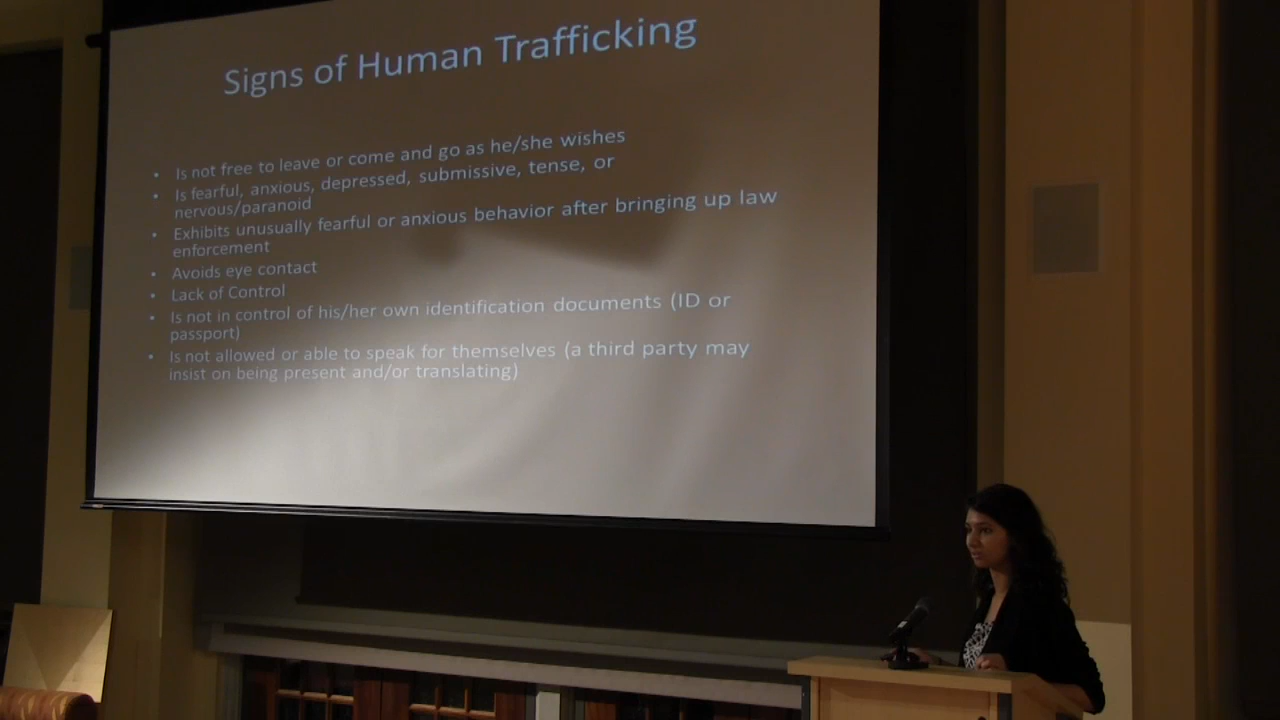 Signs of Human Trafficking
• Is not free to leave or come and go as he/she wishes
• Is fearful, anxious, depressed, submissive, tense, or
nervous/paranoid
• Exhibits unusually fearful or anxious behavior after bringing up law
enforcement
• Avoids eye contact
• Lack of Control
• Is not in control of his/her own identification documents (ID or
passport)
• Is not allowed or able to speak for themselves (a third party may
insist on being present and/or translating)